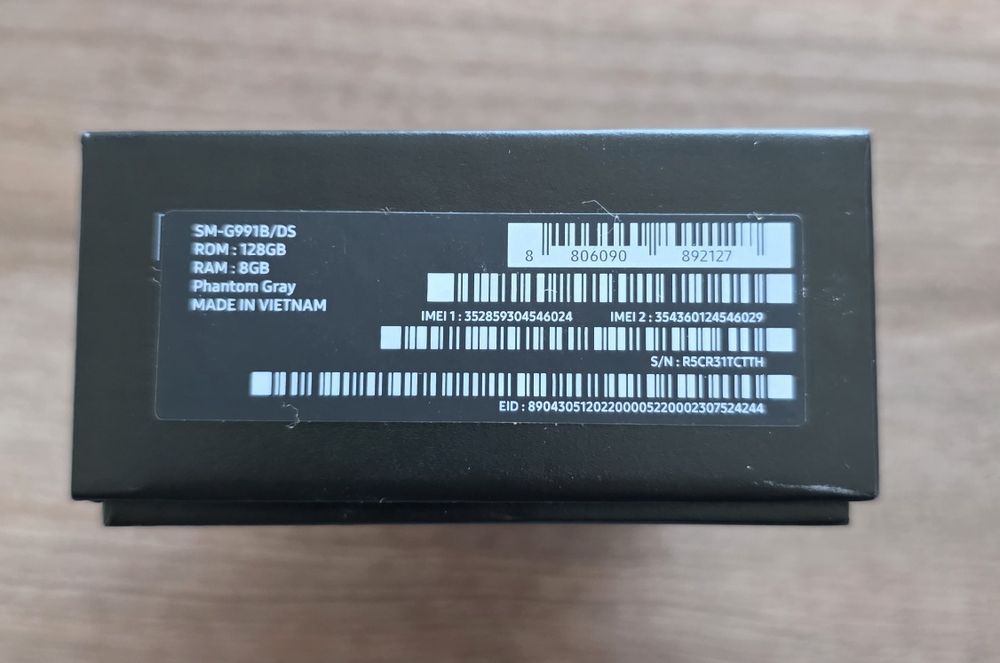 SM-G991B/DS
ROM : 128GB
RAM : 8GB
Phantom Gray
MADE IN VIETNAM
8 806090 892127
IMEI 1 : 352859304546024 IMEI 2 : 354360124546029
S/N : R5CR31TCTTH
EID : 89043051202200005220002307524244